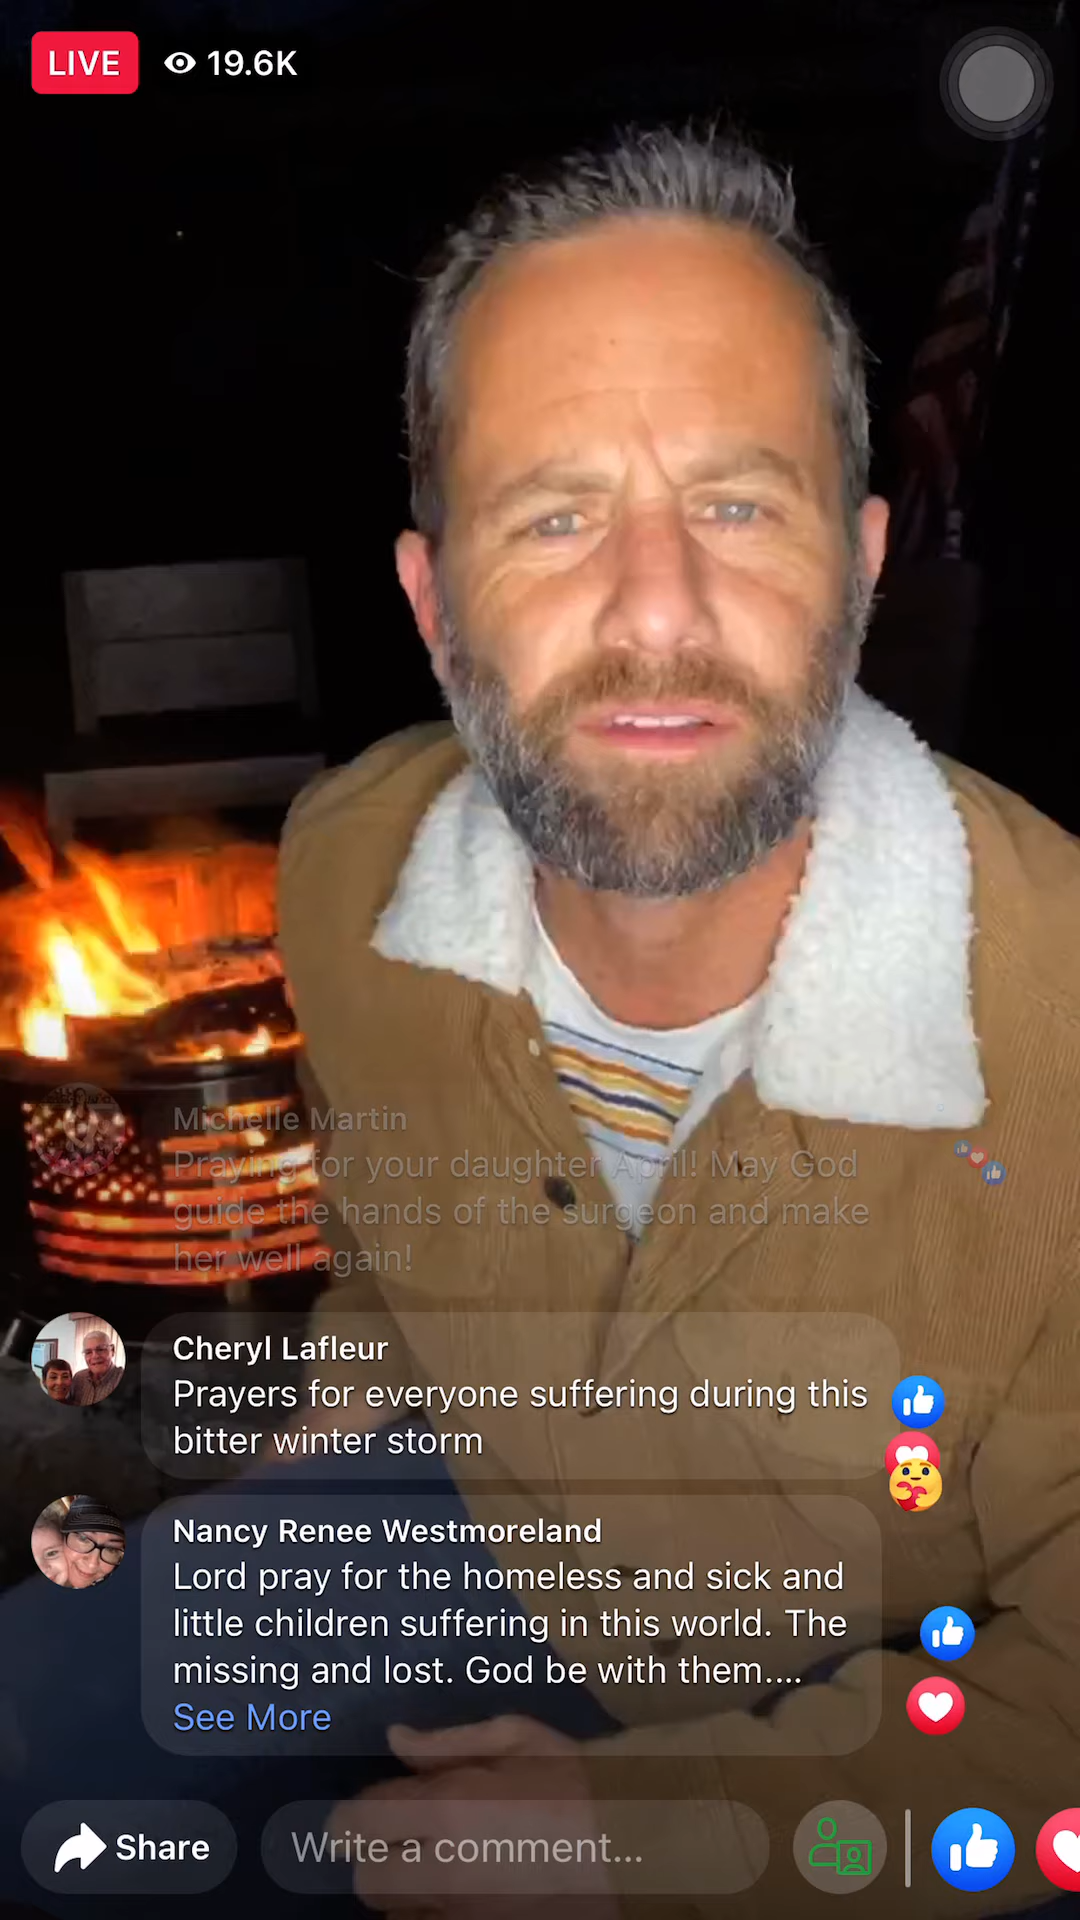 LIVE 19.6K
Michelle Martin
Praying for your daughter April! May God
guide the hands of the surgeon and make
her well again!
Cheryl Lafleur
Prayers for everyone suffering during this
bitter winter storm
Nancy Renee Westmoreland
Lord pray for the homeless and sick and
little children suffering in this world. The
missing and lost. God be with them....
See More
Share Write a comment...